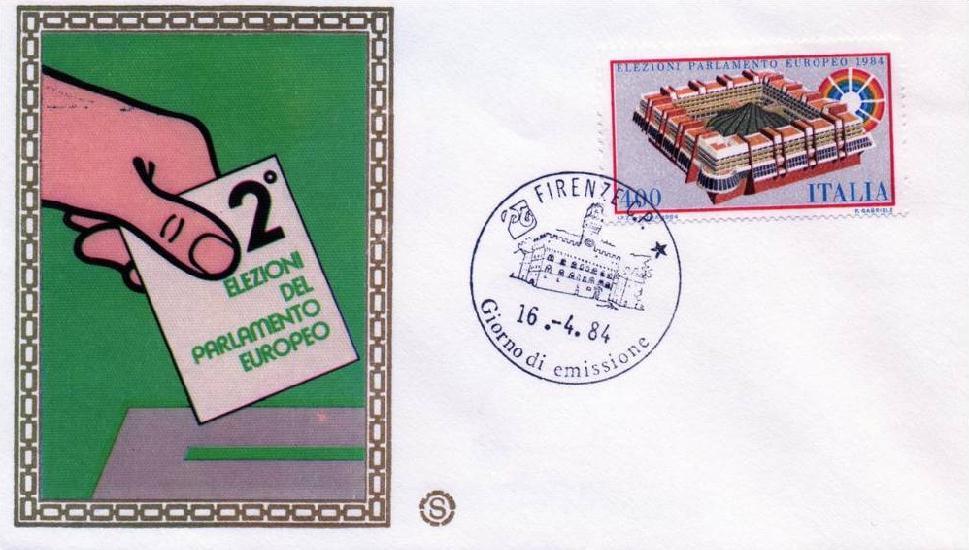 2°
ELEZIONI
DEL
PARLAMENTO
EUROPEO
S
ELEZIONI PARLAMENTO EUROPEO 1984
400
ITALIA
FIRENZE
16.-4.84
Giorno di emissione